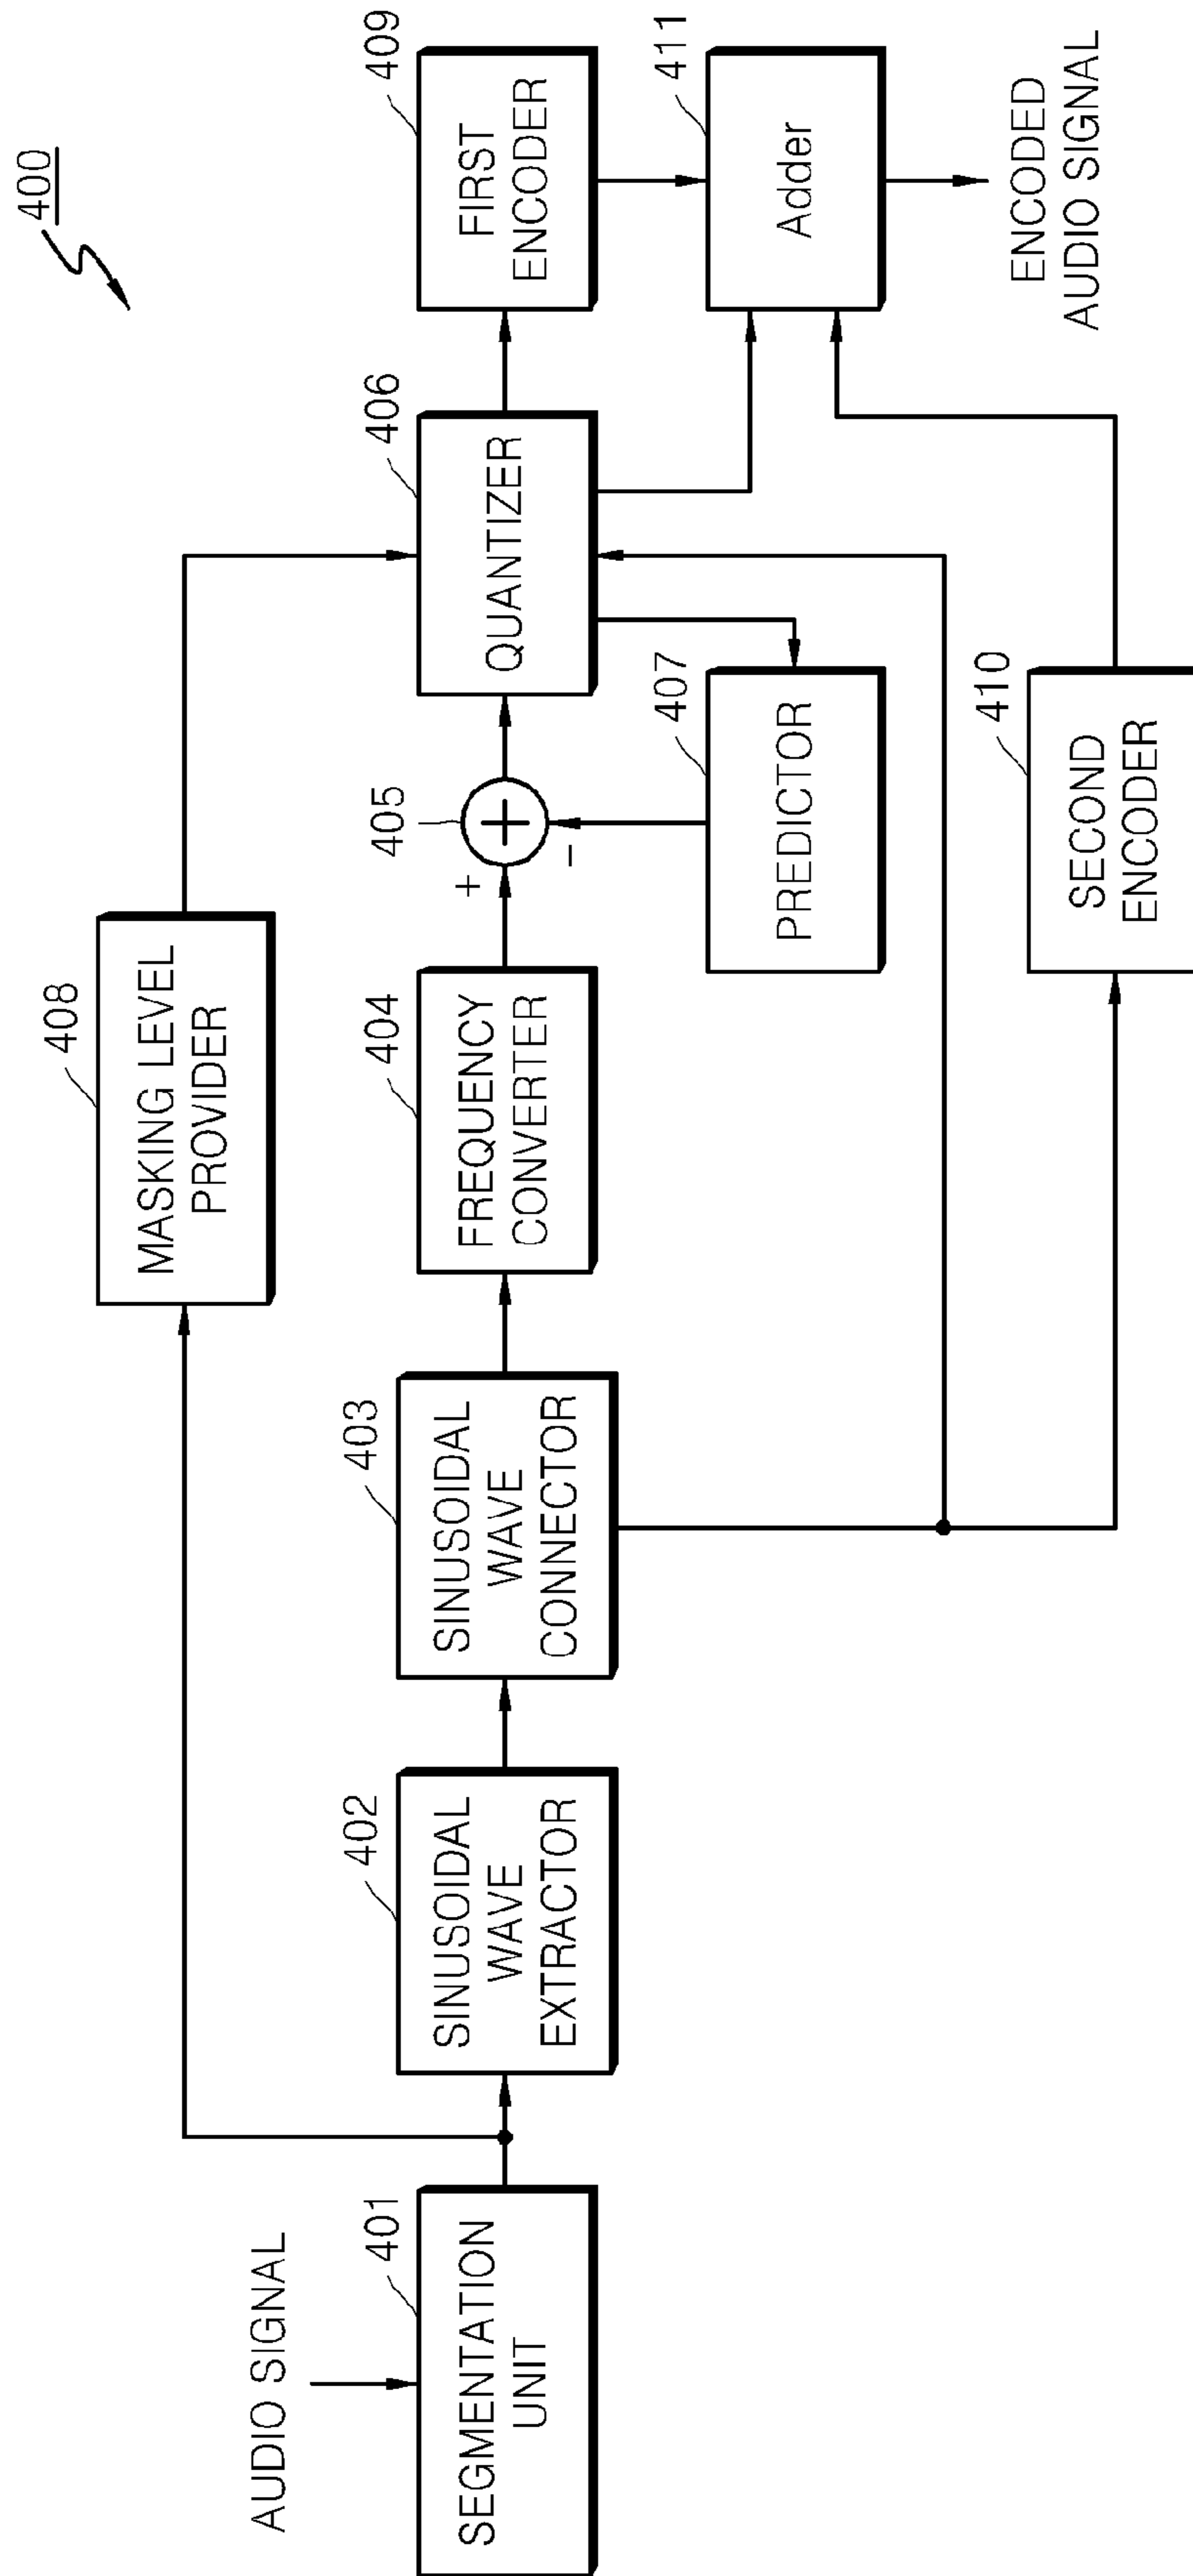 400
AUDIO SIGNAL
401
SEGMENTATION
UNIT
402
SINUSOIDAL
WAVE
EXTRACTOR
403
SINUSOIDAL
WAVE
CONNECTOR
408
MASKING LEVEL
PROVIDER
404
FREQUENCY
CONVERTER
405
+
+
-
406
QUANTIZER
407
PREDICTOR
409
FIRST
ENCODER
410
SECOND
ENCODER
411
Adder
ENCODED
AUDIO SIGNAL